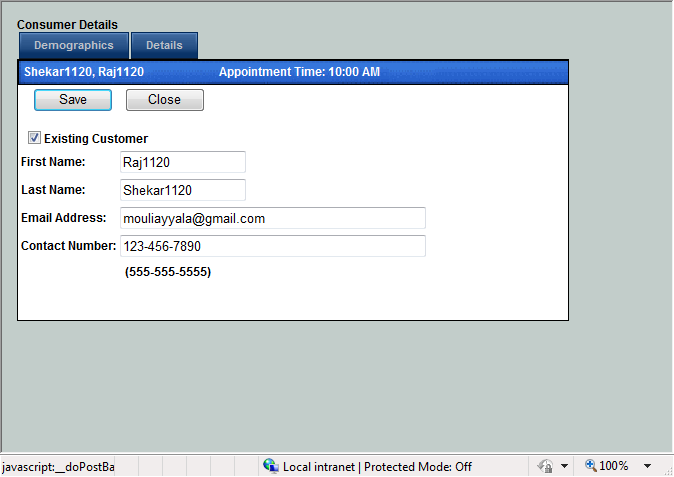 Consumer Details
Demographics Details
Shekar1120, Raj1120 Appointment Time: 10:00 AM
Save Close
Existing Customer
First Name: Raj1120
Last Name: Shekar1120
Email Address: mouliayyala@gmail.com
Contact Number: 123-456-7890
(555-555-5555)
javascript:__doPostBa Local intranet | Protected Mode: Off 100%